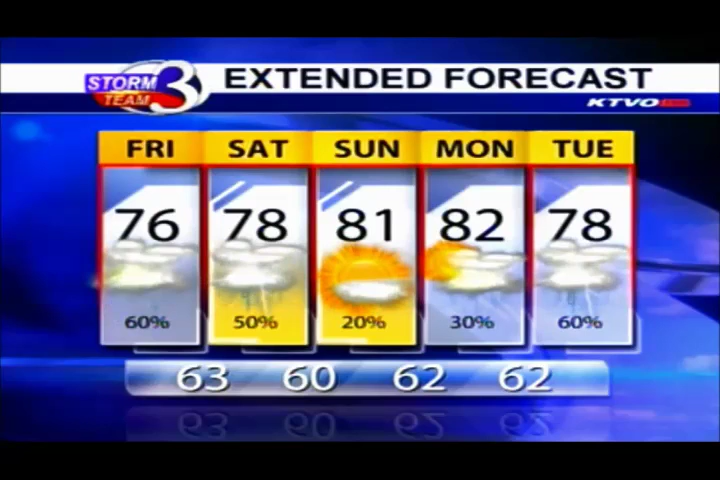 STORM 3 TEAM
EXTENDED FORECAST
KTVO
FRI SAT SUN MON TUE
76 78 81 82 78
60% 50% 20% 30% 60%
63 60 62 62